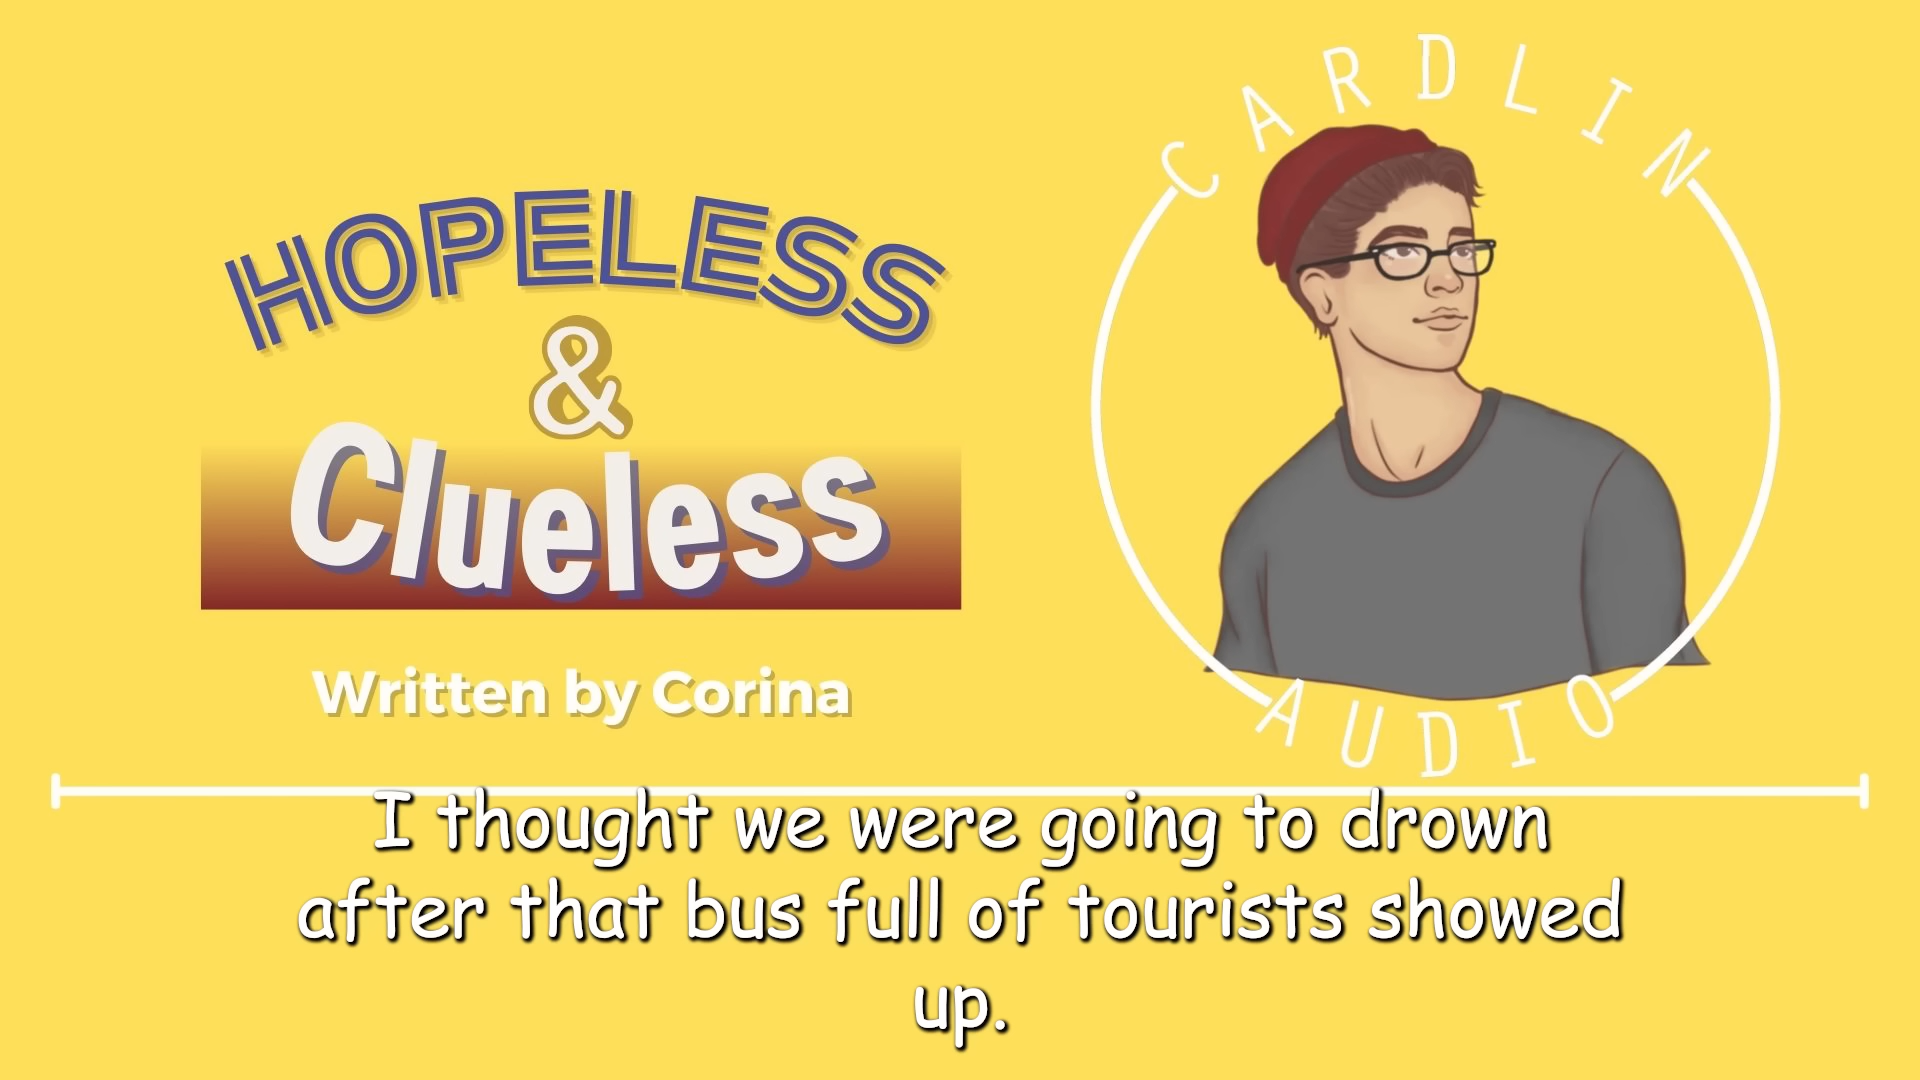 HOPELESS
&
Clueless
Written by Corina
CARDLIN
AUDIO
I thought we were going to drown
after that bus full of tourists showed
up.